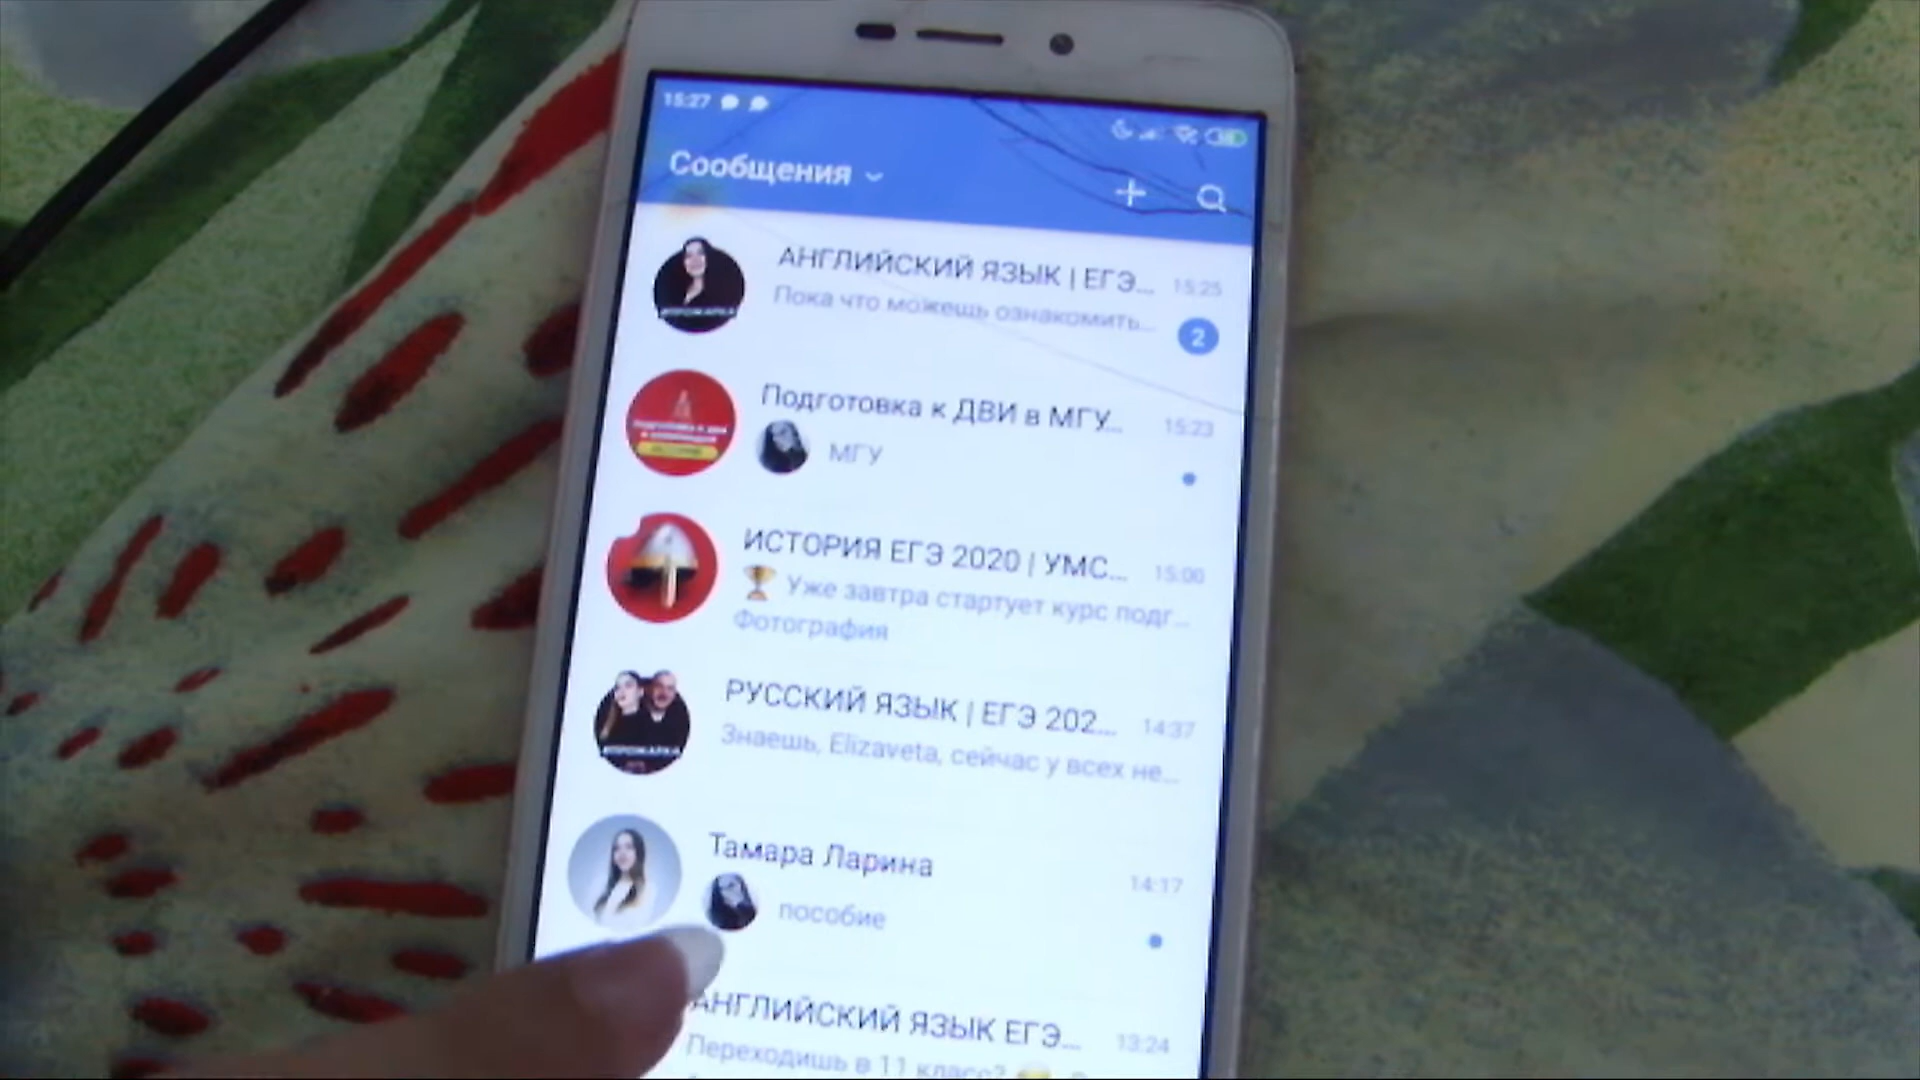 15:27
Сообщения
АНГЛИЙСКИЙ ЯЗЫК | ЕГЭ... 15:25
Пока что можешь ознакомить... 2
Подготовка к ДВИ в МГУ... 15:23
МГУ
ИСТОРИЯ ЕГЭ 2020 | УМС... 15:00
🏆 Уже завтра стартует курс подг...
Фотография
РУССКИЙ ЯЗЫК | ЕГЭ 202... 14:37
Знаешь, Elizaveta, сейчас у всех не...
Тамара Ларина 14:17
пособие
АНГЛИЙСКИЙ ЯЗЫК ЕГЭ... 13:24
Переходишь в 11 класс?